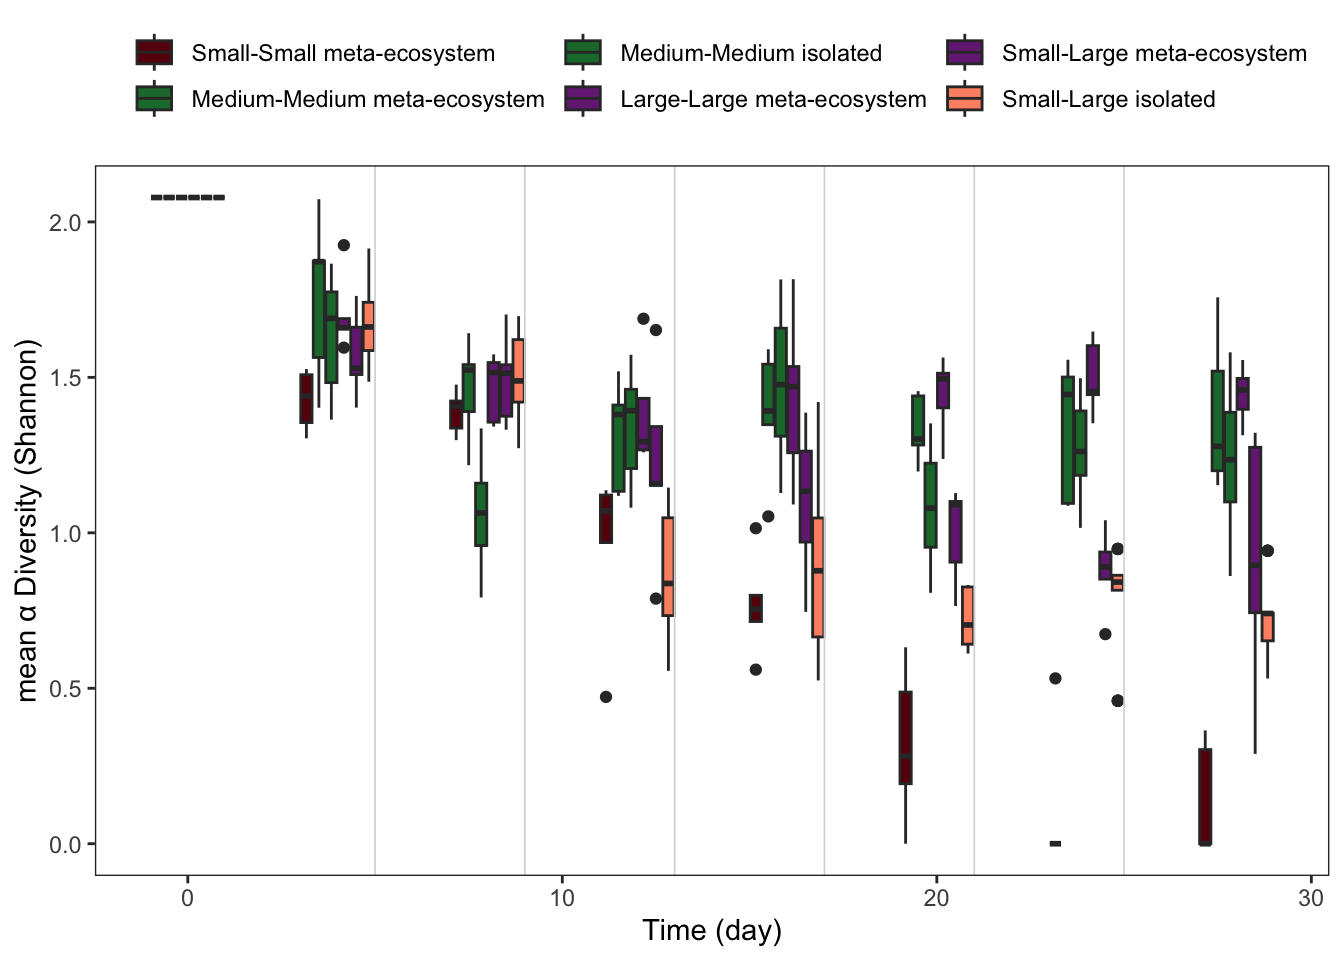 Small-Small meta-ecosystem Medium-Medium isolated Small-Large meta-ecosystem
Medium-Medium meta-ecosystem Large-Large meta-ecosystem Small-Large isolated
mean α Diversity (Shannon)
2.0
1.5
1.0
0.5
0.0
0 10 20 30
Time (day)